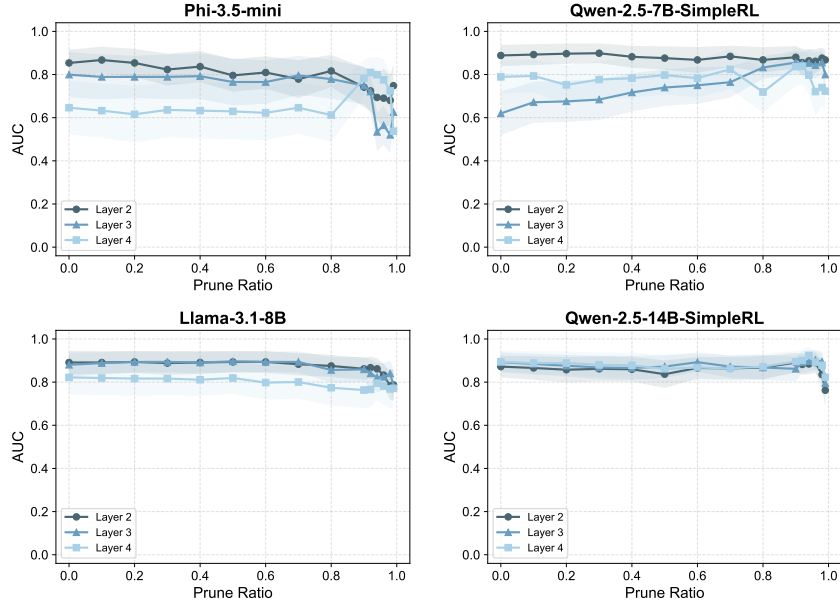 Phi-3.5-mini
1.0
0.8
0.6
0.4
0.2
0.0
AUC
Layer 2
Layer 3
Layer 4
0.0 0.2 0.4 0.6 0.8 1.0
Prune Ratio
Qwen-2.5-7B-SimpleRL
1.0
0.8
0.6
0.4
0.2
0.0
AUC
Layer 2
Layer 3
Layer 4
0.0 0.2 0.4 0.6 0.8 1.0
Prune Ratio
Llama-3.1-8B
1.0
0.8
0.6
0.4
0.2
0.0
AUC
Layer 2
Layer 3
Layer 4
0.0 0.2 0.4 0.6 0.8 1.0
Prune Ratio
Qwen-2.5-14B-SimpleRL
1.0
0.8
0.6
0.4
0.2
0.0
AUC
Layer 2
Layer 3
Layer 4
0.0 0.2 0.4 0.6 0.8 1.0
Prune Ratio